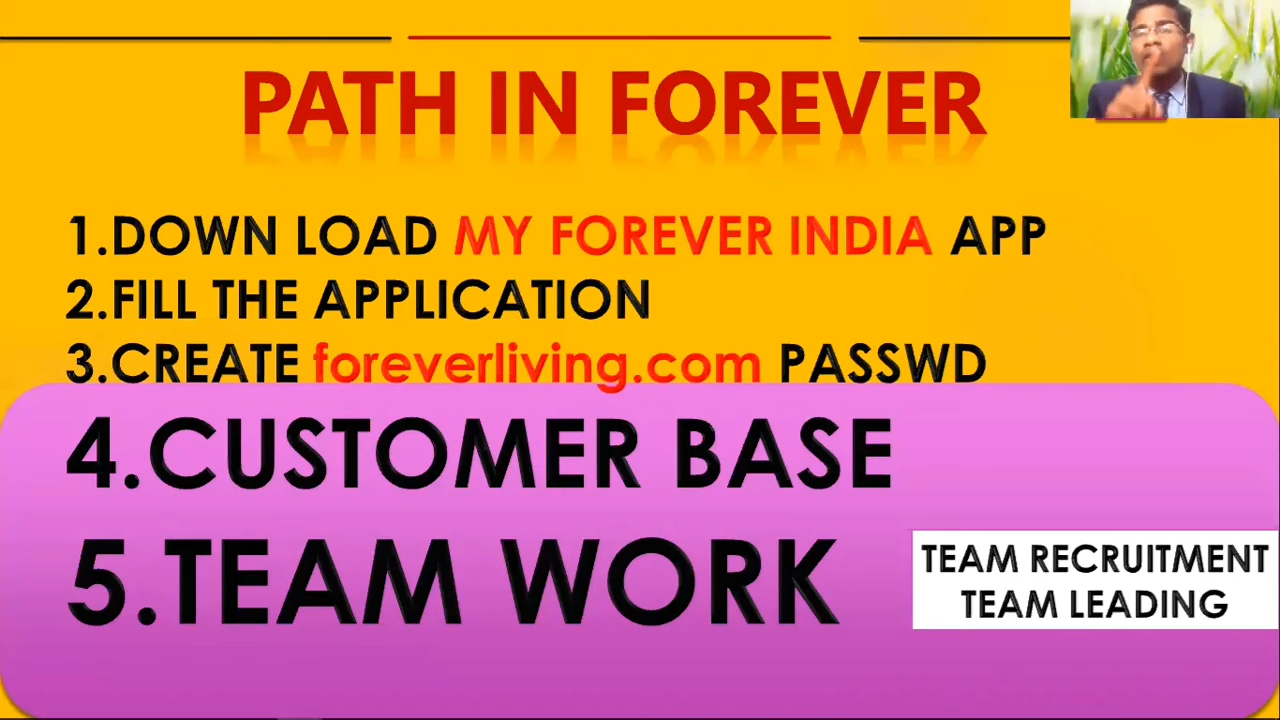 PATH IN FOREVER
1.DOWN LOAD MY FOREVER INDIA APP
2.FILL THE APPLICATION
3.CREATE foreverliving.com PASSWD
4.CUSTOMER BASE
5.TEAM WORK
TEAM RECRUITMENT
TEAM LEADING